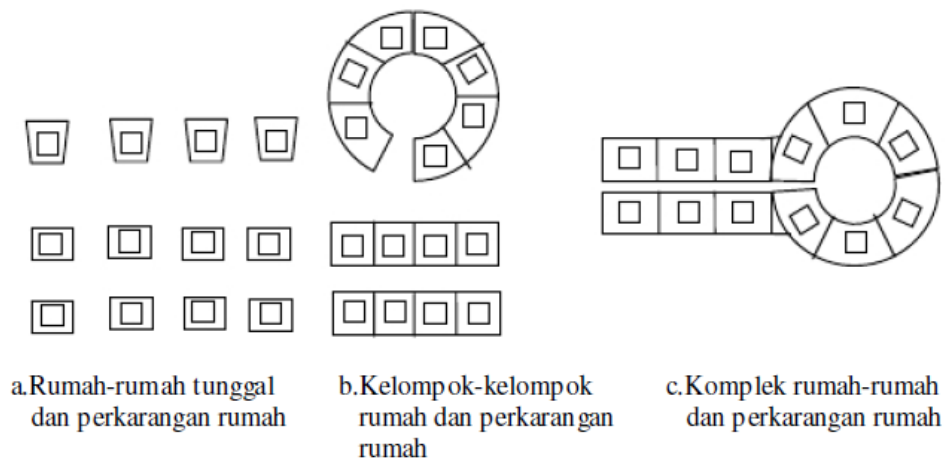 a.Rumah-rumah tunggal
dan perkarangan rumah
b.Kelompok-kelompok
rumah dan perkarangan
rumah
c.Komplek rumah-rumah
dan perkarangan rumah